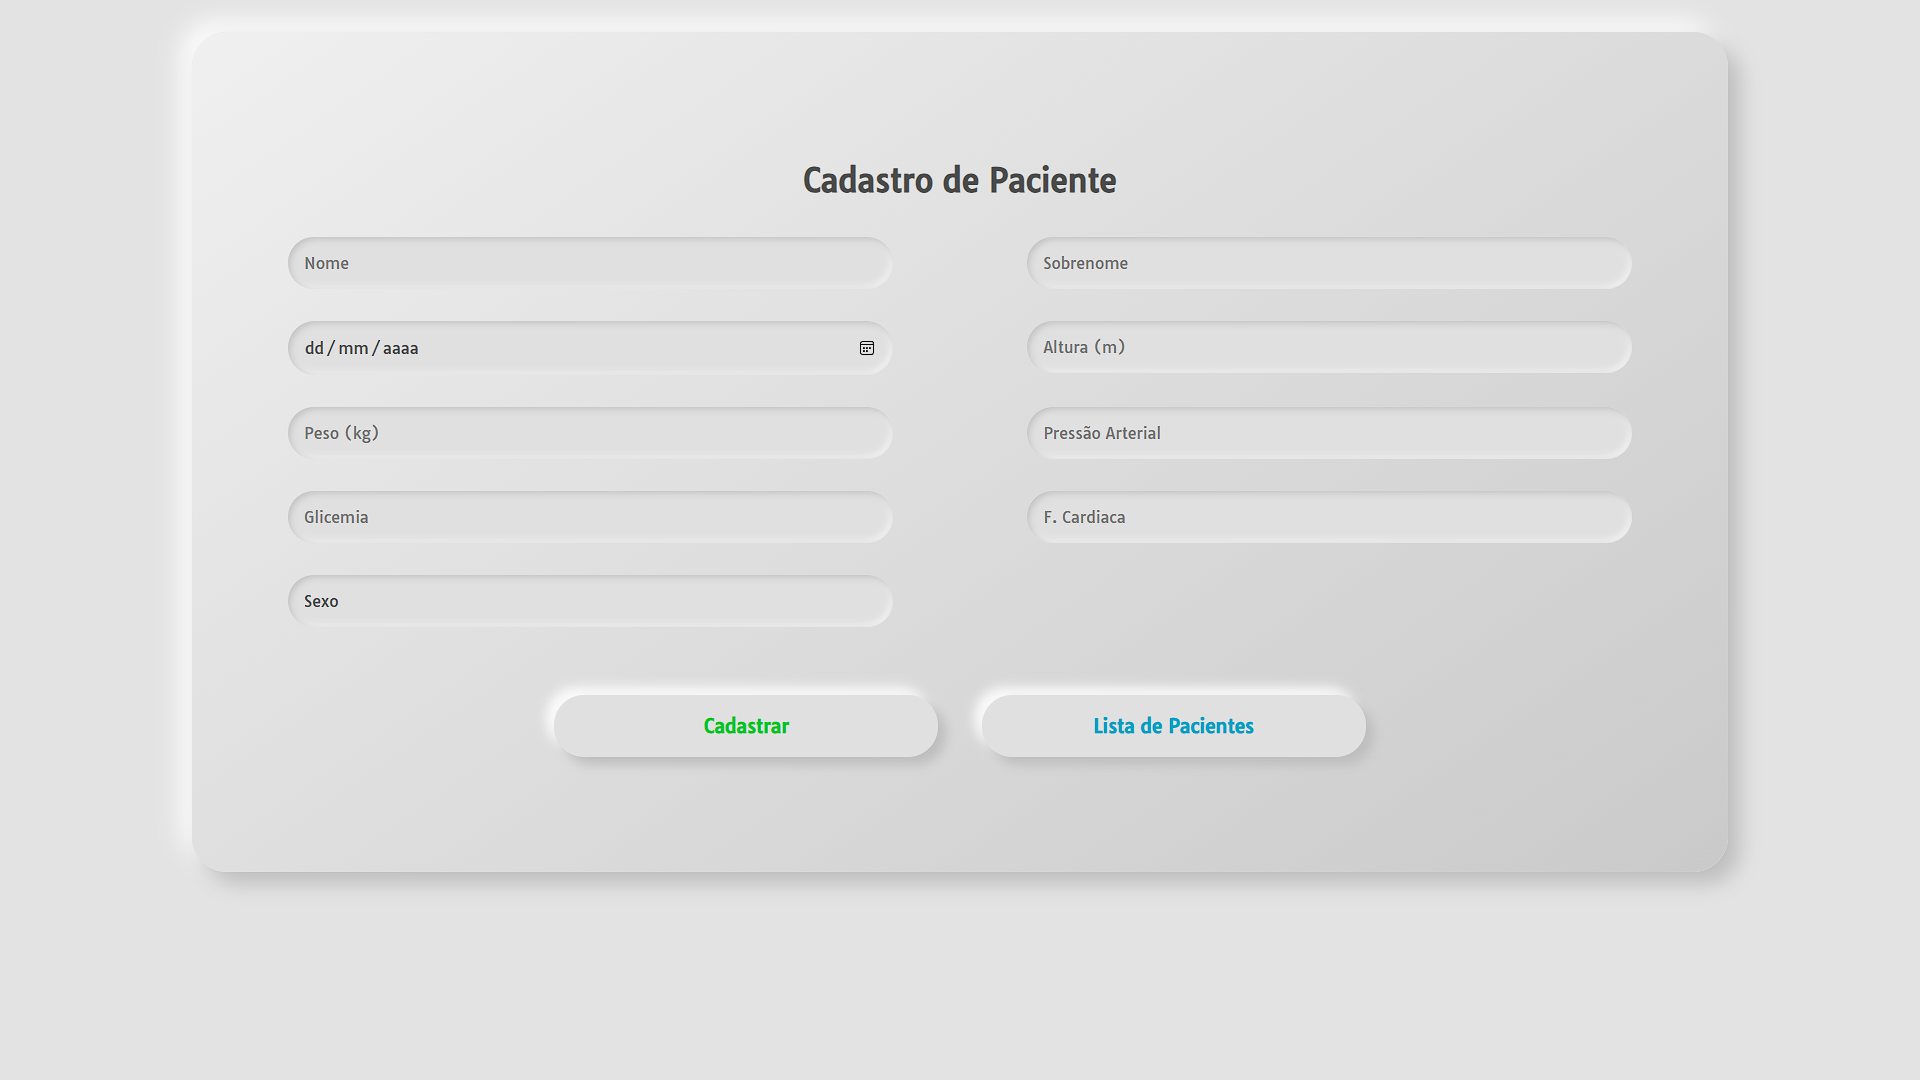 Cadastro de Paciente
Nome
Sobrenome
dd/mm/aaaa
Altura (m)
Peso (kg)
Pressão Arterial
Glicemia
F. Cardiaca
Sexo
Cadastrar
Lista de Pacientes